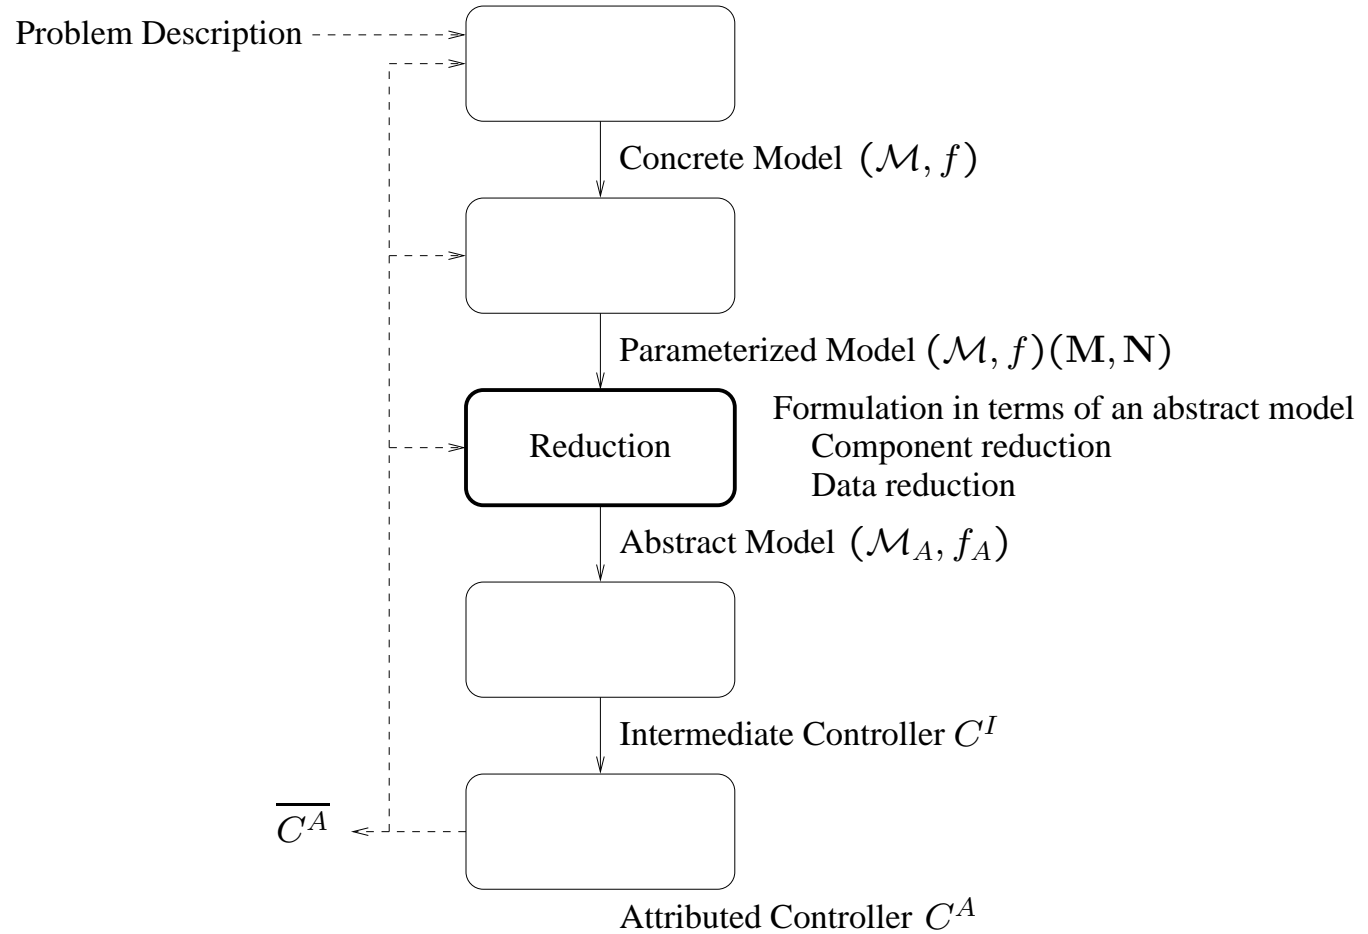 Problem Description
Concrete Model (ℳ, f)
Parameterized Model (ℳ, f)(M, N)
Reduction
Formulation in terms of an abstract model
Component reduction
Data reduction
Abstract Model (ℳ_A, f_A)
Intermediate Controller C^I
\overline{C^A}
Attributed Controller C^A